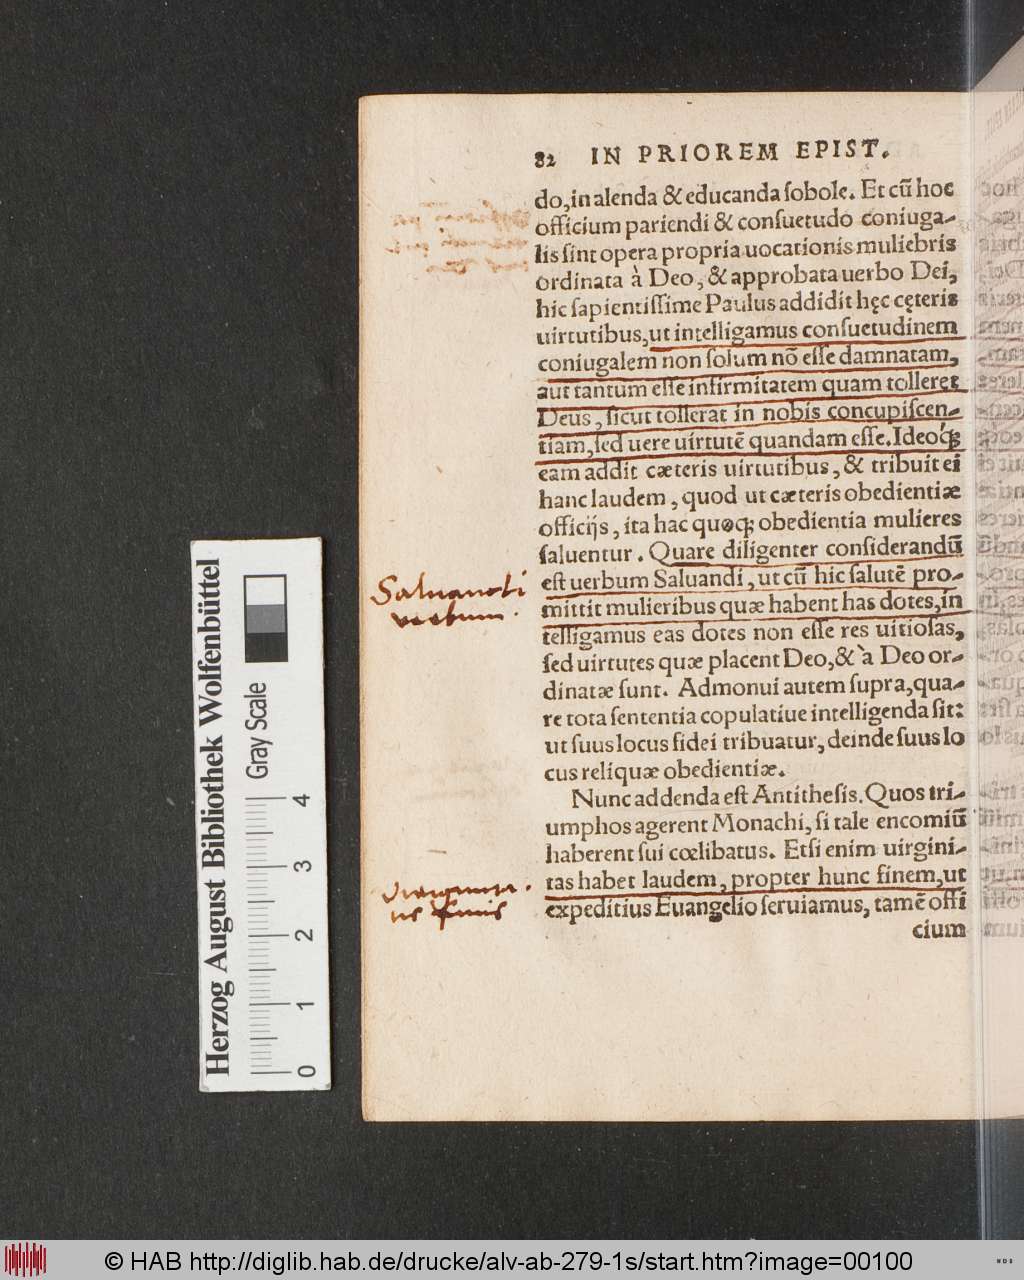 82 IN PRIOREM EPIST.
do, in alenda & educanda ſobole. Et cũ hoc
officium pariendi & conſuetudo coniuga-
lis ſint opera propria uocationis muliebris
ordinata à Deo, & approbata uerbo Dei,
hic ſapientiſſime Paulus addidit hęc cęteris
uirtutibus, ut intelligamus conſuetudinem
coniugalem non ſolum nõ eſſe damnatam,
aut tantum eſſe infirmitatem quam tolleret
Deus, ſicut tollerat in nobis concupiſcen-
tiam, ſed uere uirtutẽ quandam eſſe. Ideoq́;
eam addit cæteris uirtutibus, & tribuit ei
hanc laudem, quod ut cæteris obedientiæ
officijs, ita hac quoq; obedientia mulieres
ſaluentur. Quare diligenter conſiderandũ
eſt uerbum Saluandi, ut cũ hic ſalutẽ pro-
mittit mulieribus quæ habent has dotes, in
telligamus eas dotes non eſſe res uitioſas,
ſed uirtutes quæ placent Deo, & à Deo or-
dinatæ ſunt. Admonui autem ſupra, qua-
re tota ſententia copulatiue intelligenda ſit:
ut ſuus locus fidei tribuatur, deinde ſuus lo
cus reliquæ obedientiæ.
Nunc addenda eſt Antitheſis. Quos tri-
umphos agerent Monachi, ſi tale encomiũ
haberent ſui cœlibatus. Etſi enim uirgini-
tas habet laudem, propter hunc finem, ut
expeditius Euangelio ſeruiamus, tamẽ offi
cium
Saluandi
verbum.
Virginita-
tis finis
Herzog August Bibliothek Wolfenbüttel
Gray Scale
0 1 2 3 4
© HAB http://diglib.hab.de/drucke/alv-ab-279-1s/start.htm?image=00100